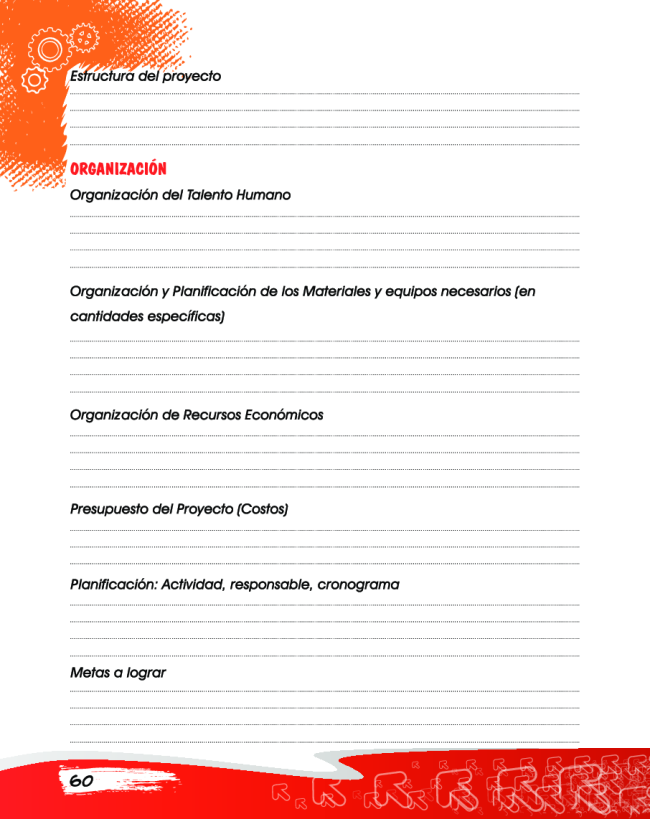 Estructura del proyecto
ORGANIZACIÓN
Organización del Talento Humano
Organización y Planificación de los Materiales y equipos necesarios (en
cantidades específicas)
Organización de Recursos Económicos
Presupuesto del Proyecto (Costos)
Planificación: Actividad, responsable, cronograma
Metas a lograr
60